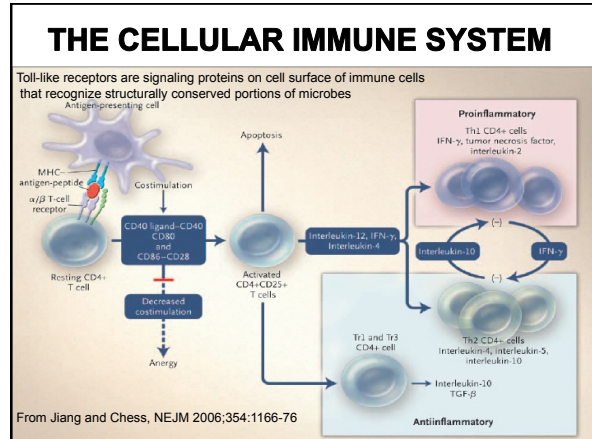 THE CELLULAR IMMUNE SYSTEM
Toll-like receptors are signaling proteins on cell surface of immune cells
that recognize structurally conserved portions of microbes
Antigen-presenting cell
MHC–
antigen-peptide
α/β T-cell
receptor
Resting CD4+
T cell
Costimulation
CD40 ligand–CD40
CD80
and
CD86–CD28
Decreased
costimulation
Anergy
Apoptosis
Activated
CD4+CD25+
T cells
Interleukin-12, IFN-γ,
Interleukin-4
Proinflammatory
Th1 CD4+ cells
IFN-γ, tumor necrosis factor,
interleukin-2
(–)
Interleukin-10
IFN-γ
(–)
Th2 CD4+ cells
Interleukin-4, interleukin-5,
interleukin-10
Tr1 and Tr3
CD4+ cell
Interleukin-10
TGF-β
Antiinflammatory
From Jiang and Chess, NEJM 2006;354:1166-76